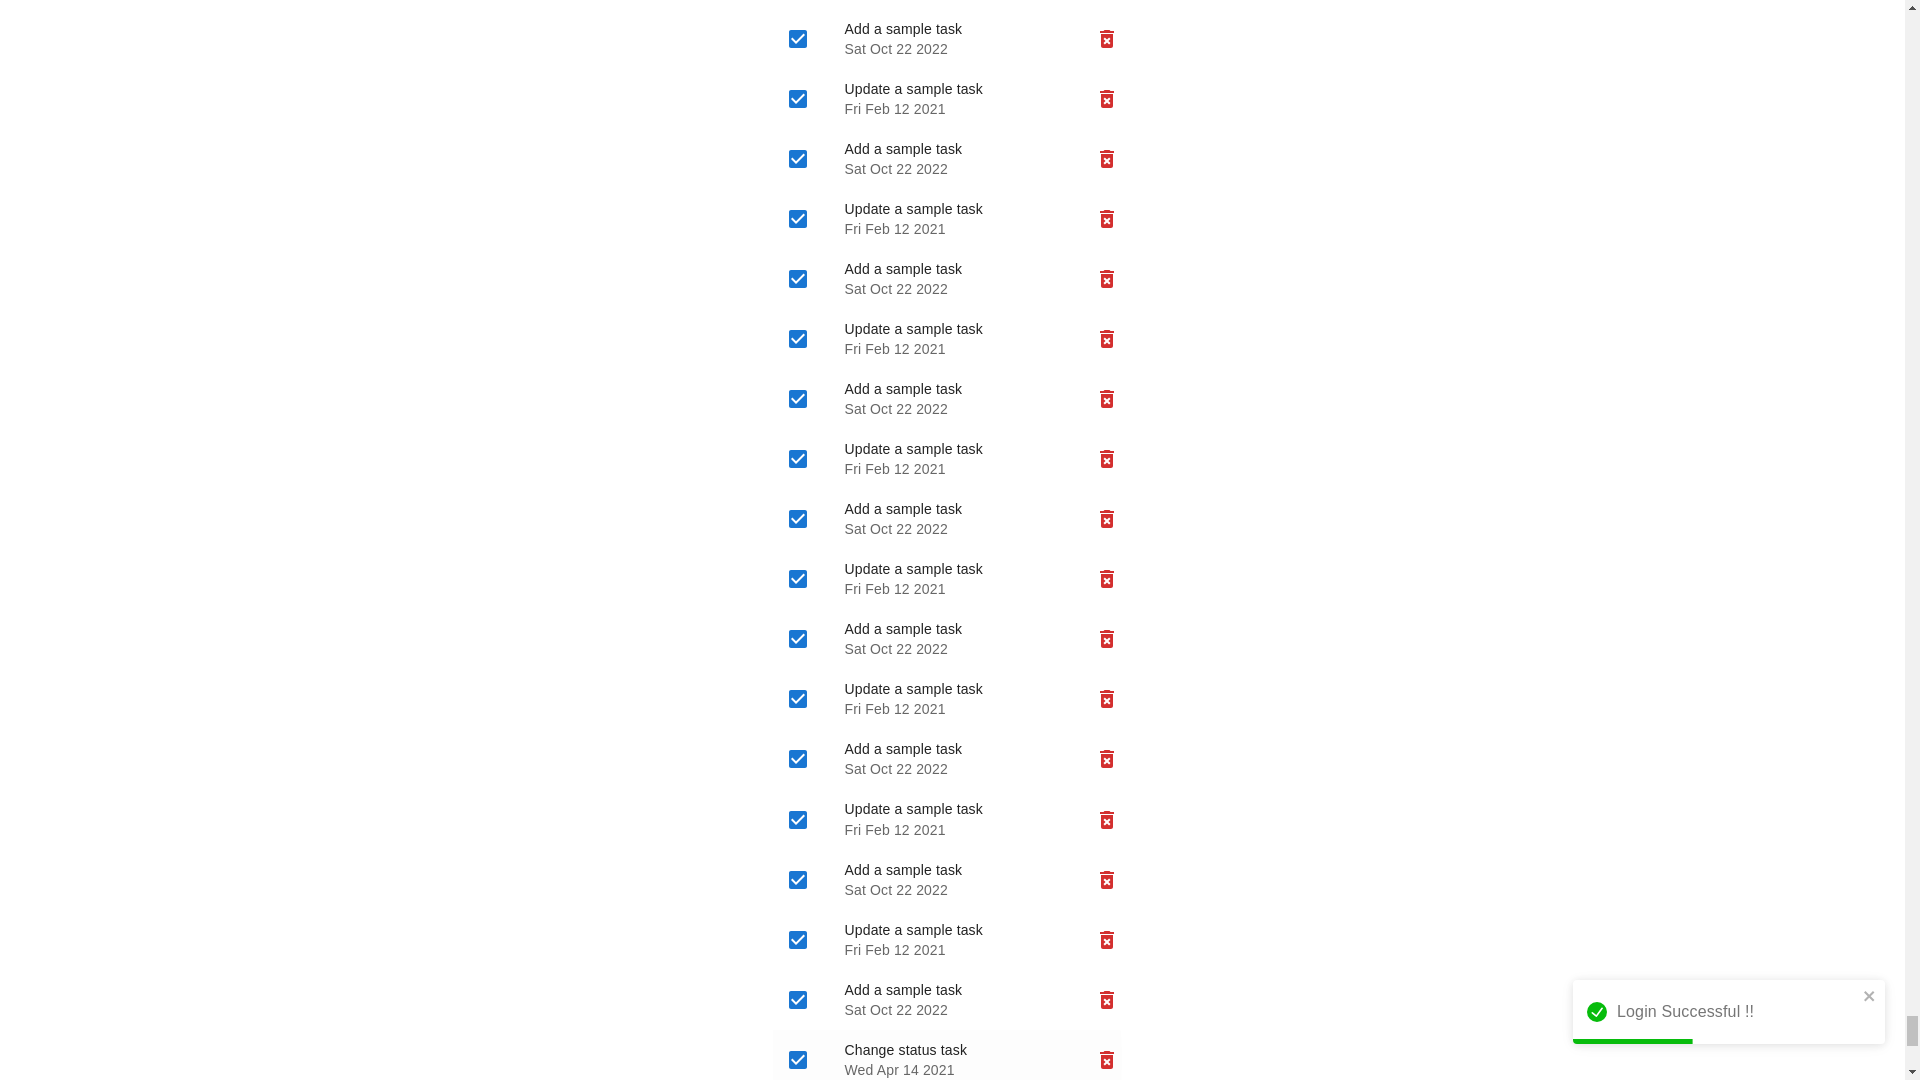 Add a sample task
Sat Oct 22 2022
Update a sample task
Fri Feb 12 2021
Add a sample task
Sat Oct 22 2022
Update a sample task
Fri Feb 12 2021
Add a sample task
Sat Oct 22 2022
Update a sample task
Fri Feb 12 2021
Add a sample task
Sat Oct 22 2022
Update a sample task
Fri Feb 12 2021
Add a sample task
Sat Oct 22 2022
Update a sample task
Fri Feb 12 2021
Add a sample task
Sat Oct 22 2022
Update a sample task
Fri Feb 12 2021
Add a sample task
Sat Oct 22 2022
Update a sample task
Fri Feb 12 2021
Add a sample task
Sat Oct 22 2022
Update a sample task
Fri Feb 12 2021
Add a sample task
Sat Oct 22 2022
Change status task
Wed Apr 14 2021
Login Successful !!